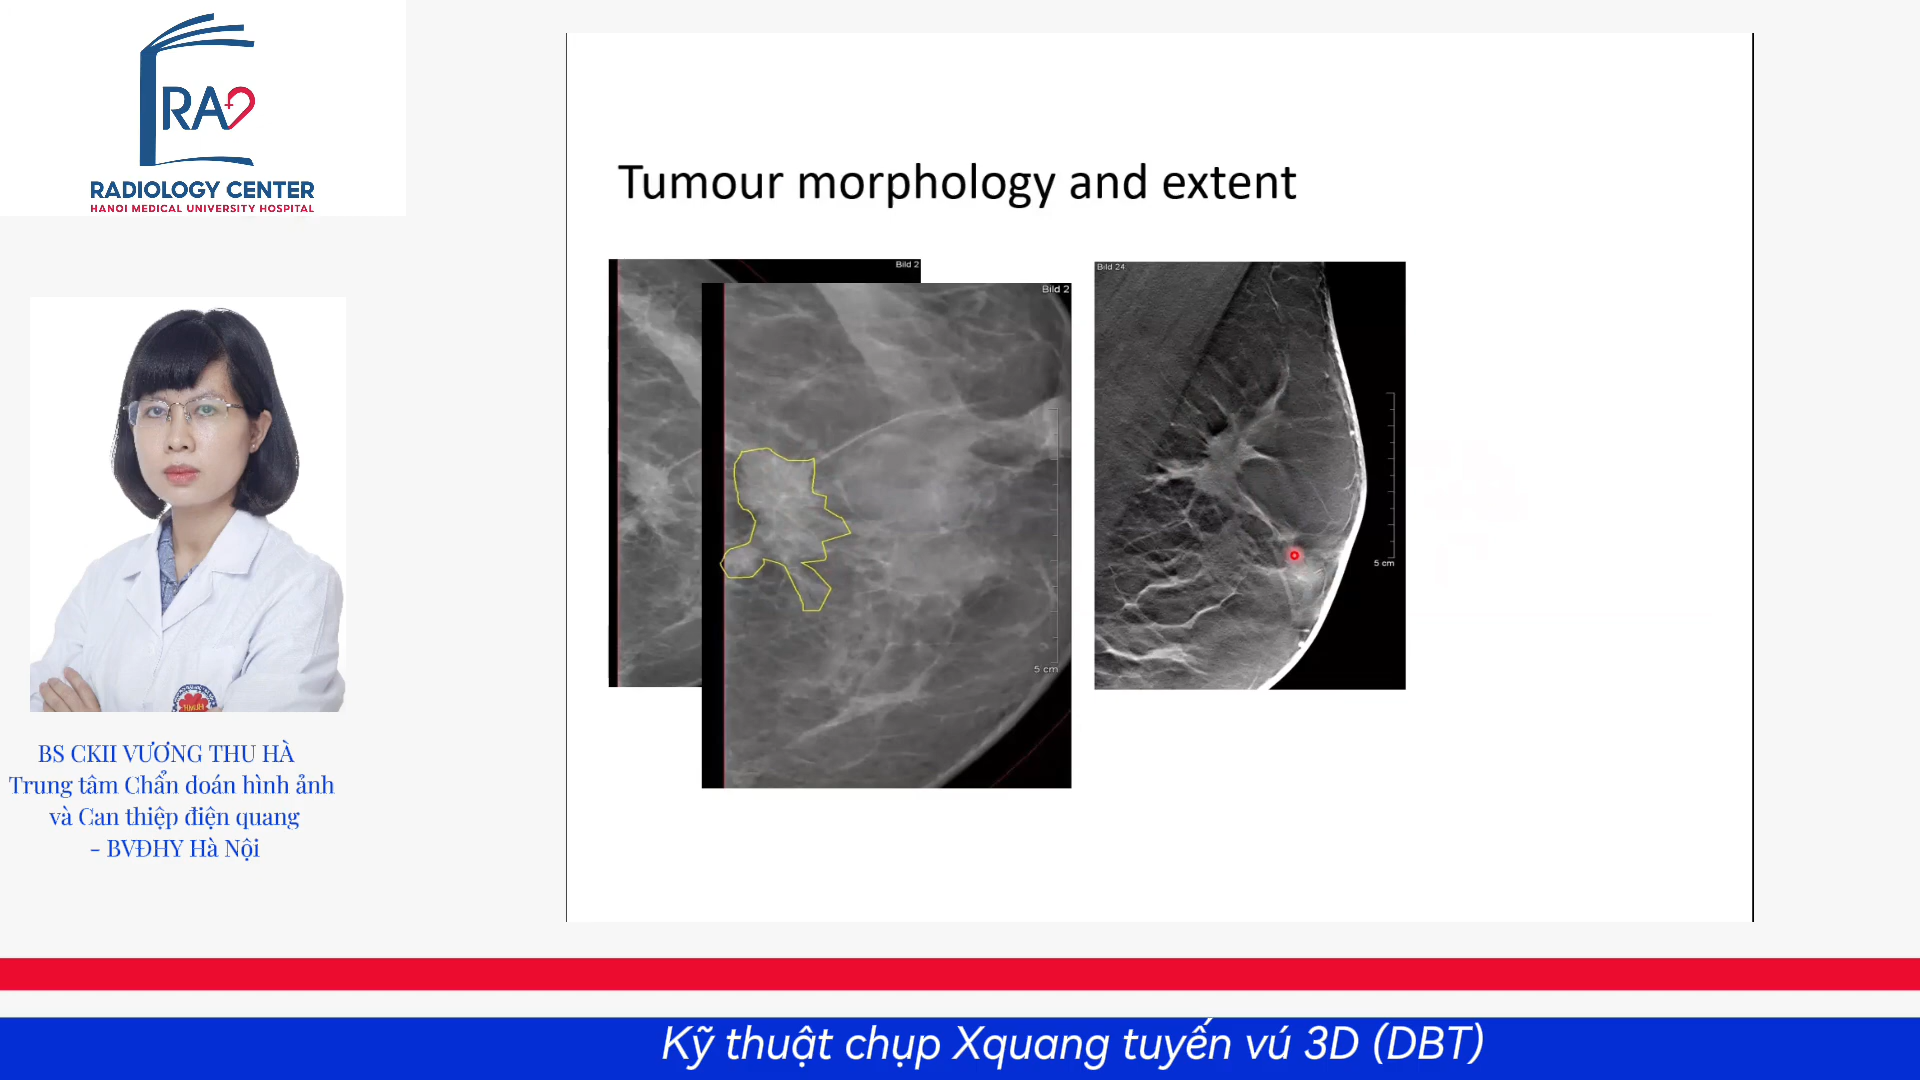 RA
RADIOLOGY CENTER
HANOI MEDICAL UNIVERSITY HOSPITAL
Tumour morphology and extent
Bild 2
Bild 2
5 cm
Bild 24
5 cm
BS CKII VƯƠNG THU HÀ
Trung tâm Chẩn đoán hình ảnh
và Can thiệp điện quang
- BVĐHY Hà Nội
Kỹ thuật chụp Xquang tuyến vú 3D (DBT)